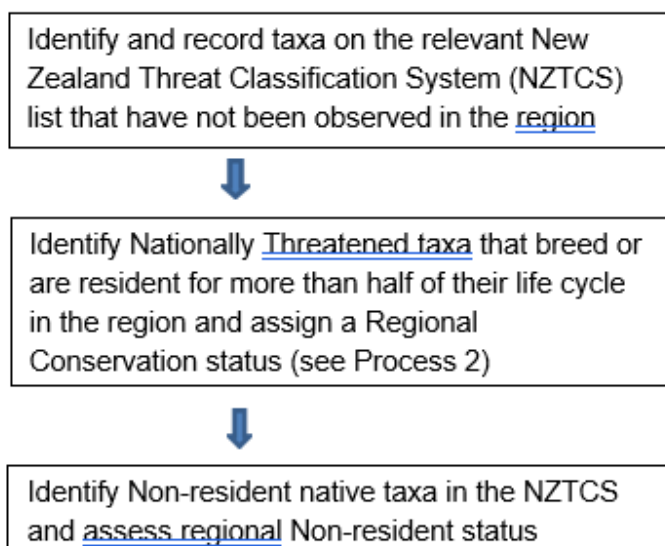 Identify and record taxa on the relevant New
Zealand Threat Classification System (NZTCS)
list that have not been observed in the region
Identify Nationally Threatened taxa that breed or
are resident for more than half of their life cycle
in the region and assign a Regional
Conservation status (see Process 2)
Identify Non-resident native taxa in the NZTCS
and assess regional Non-resident status